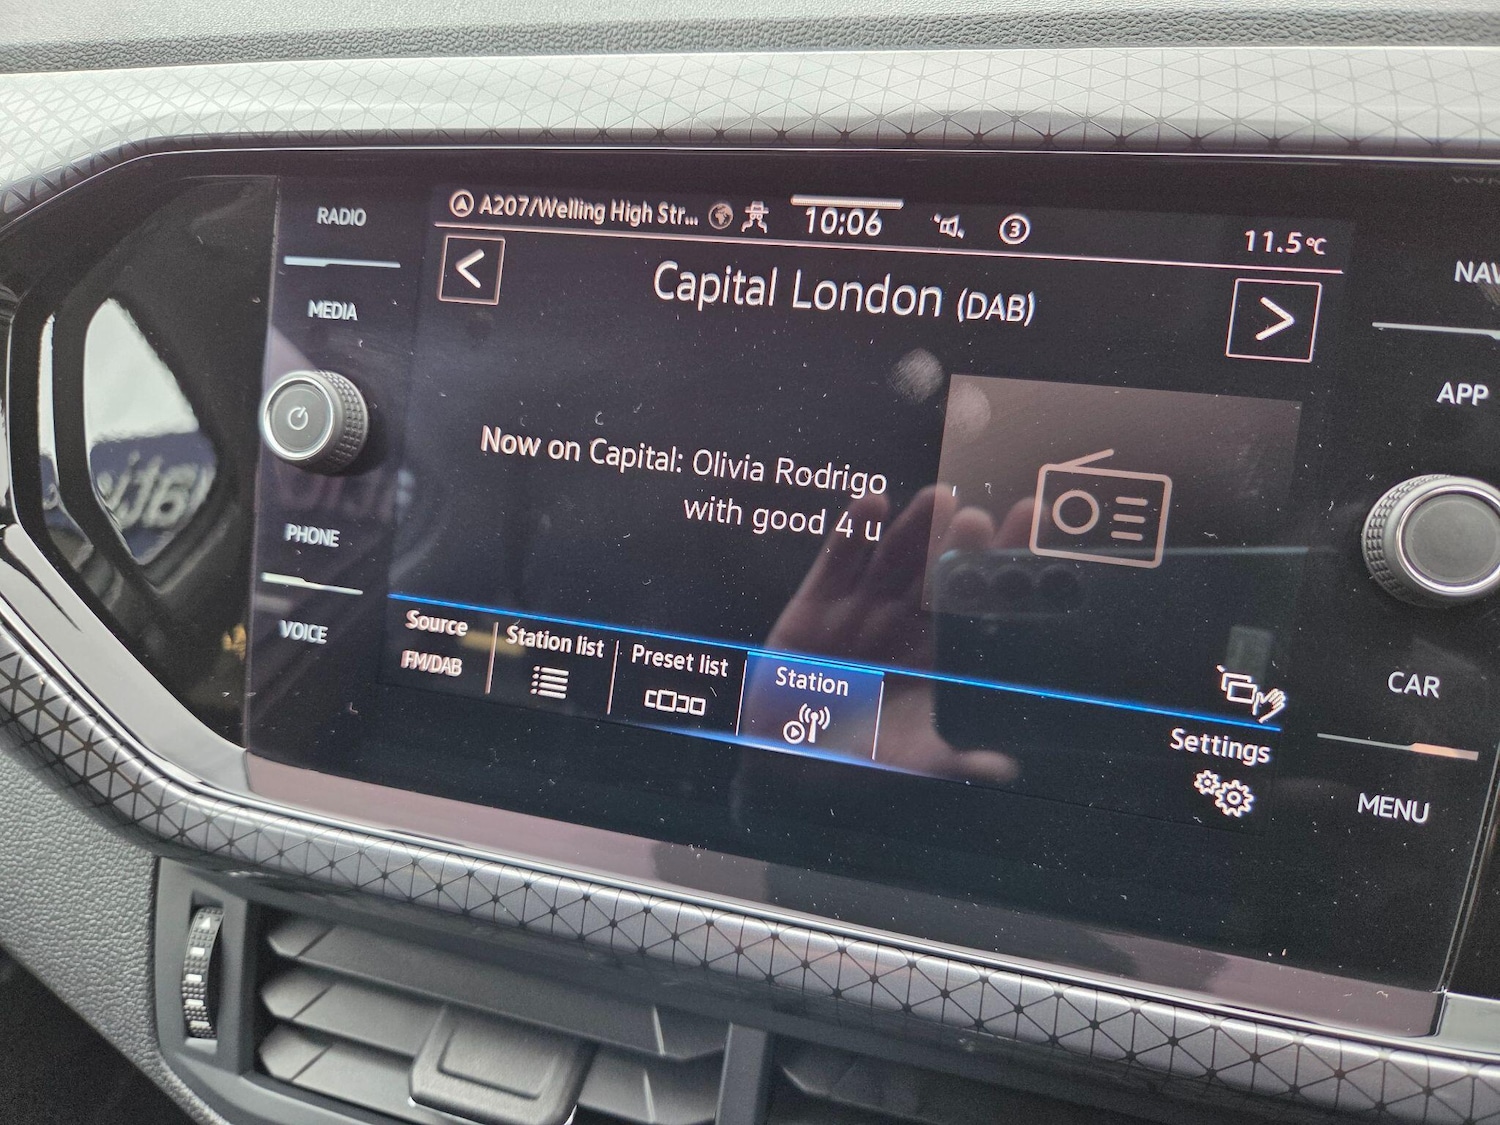 RADIO
MEDIA
PHONE
VOICE
A207/Welling High Str...
10:06
3
11.5°C
Capital London (DAB)
Now on Capital: Olivia Rodrigo
with good 4 u
Source
FM/DAB
Station list
Preset list
Station
Settings
NAV
APP
CAR
MENU